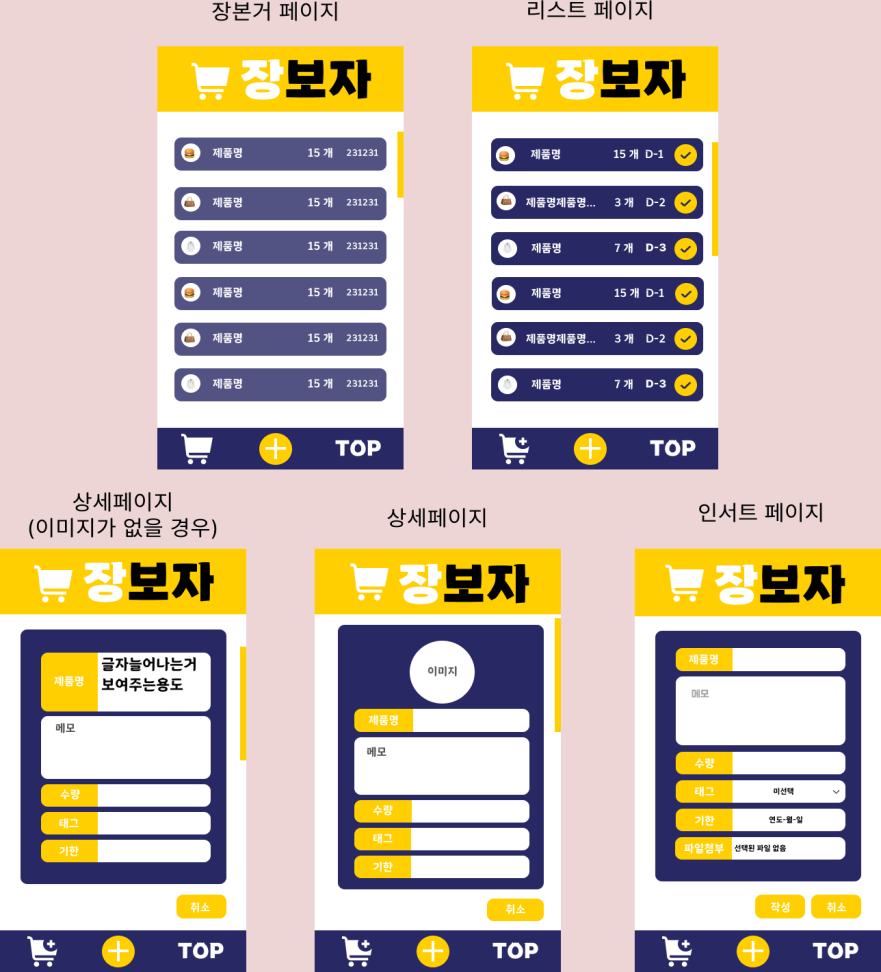 장본거 페이지
리스트 페이지
장보자
제품명 15 개 231231
제품명 15 개 231231
제품명 15 개 231231
제품명 15 개 231231
제품명 15 개 231231
제품명 15 개 231231
TOP
장보자
제품명 15 개 D-1
제품명제품명... 3 개 D-2
제품명 7 개 D-3
제품명 15 개 D-1
제품명제품명... 3 개 D-2
제품명 7 개 D-3
TOP
상세페이지
(이미지가 없을 경우)
장보자
제품명
글자늘어나는거
보여주는용도
메모
수량
태그
기한
취소
TOP
상세페이지
장보자
이미지
제품명
메모
수량
태그
기한
취소
TOP
인서트 페이지
장보자
제품명
메모
수량
태그 미선택
기한 연도-월-일
파일첨부 선택된 파일 없음
작성 취소
TOP